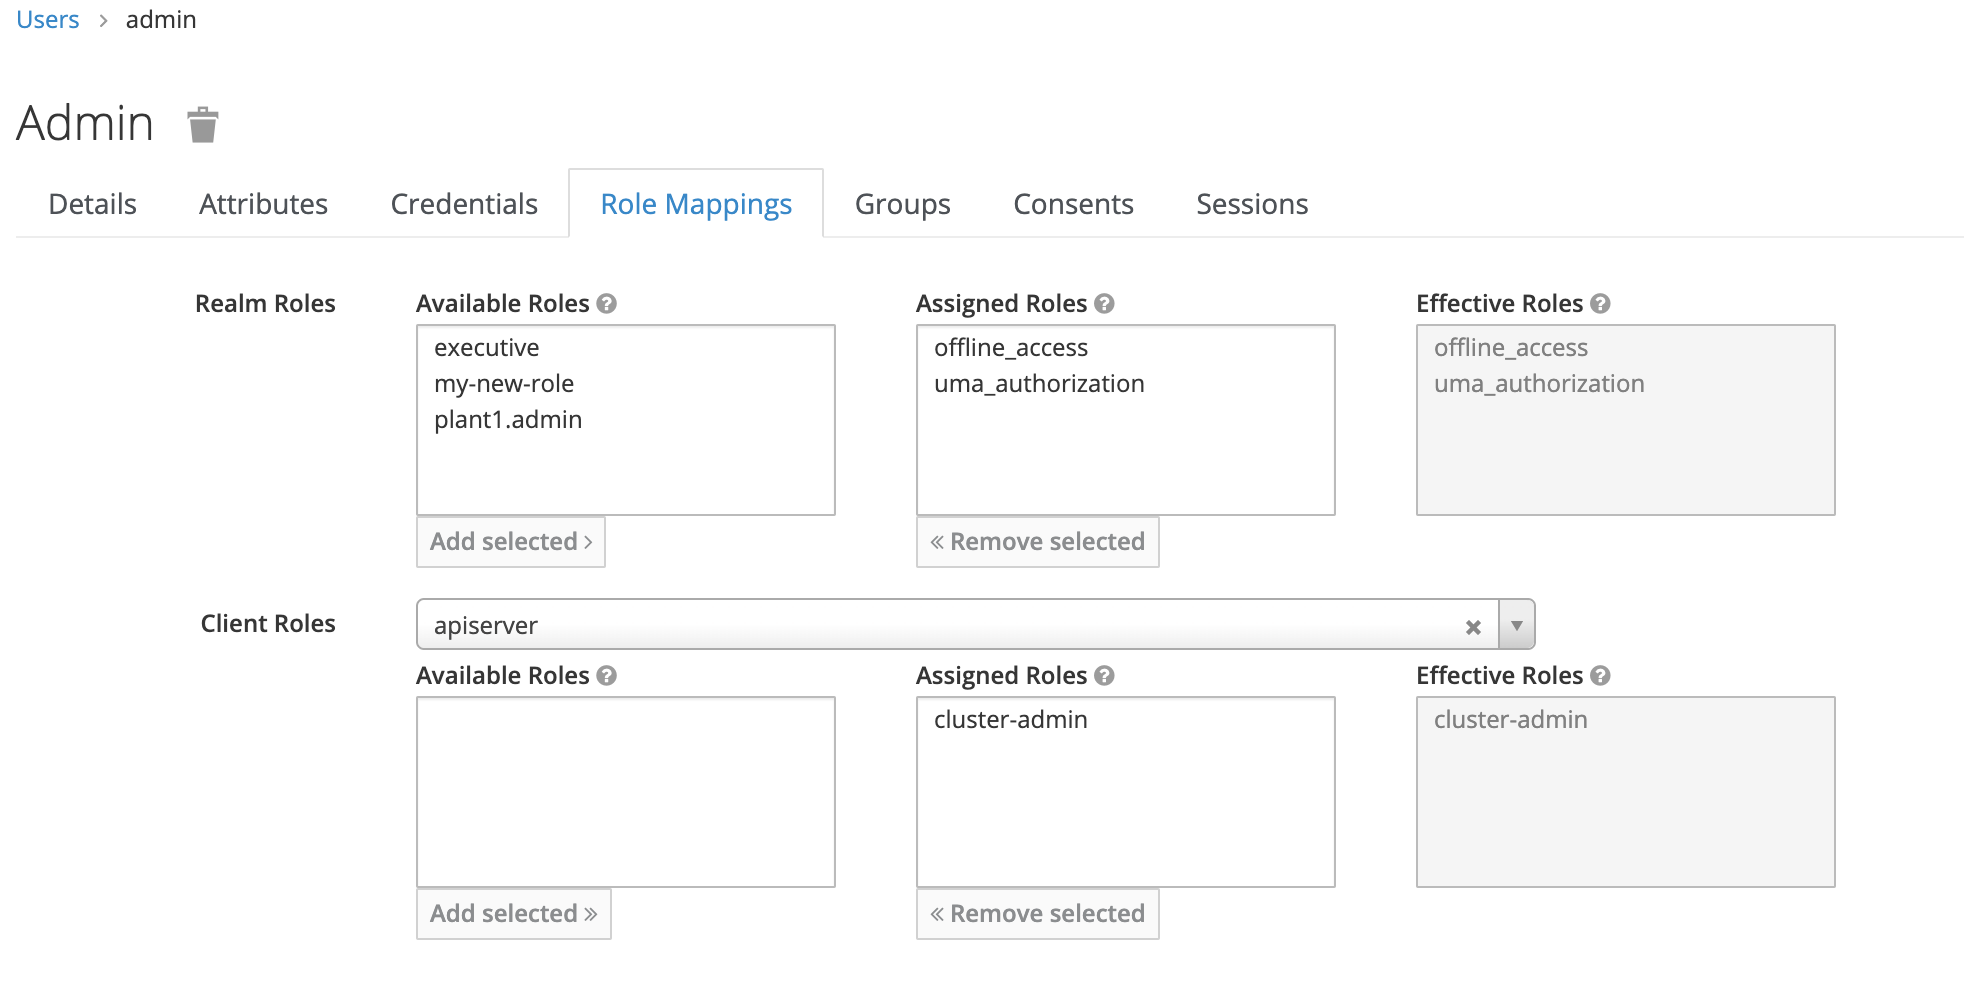 Users > admin
Admin
Details Attributes Credentials Role Mappings Groups Consents Sessions
Realm Roles Available Roles ? Assigned Roles ? Effective Roles ?
executive offline_access offline_access
my-new-role uma_authorization uma_authorization
plant1.admin
Add selected > « Remove selected
Client Roles apiserver
Available Roles ? Assigned Roles ? Effective Roles ?
cluster-admin cluster-admin
Add selected » « Remove selected